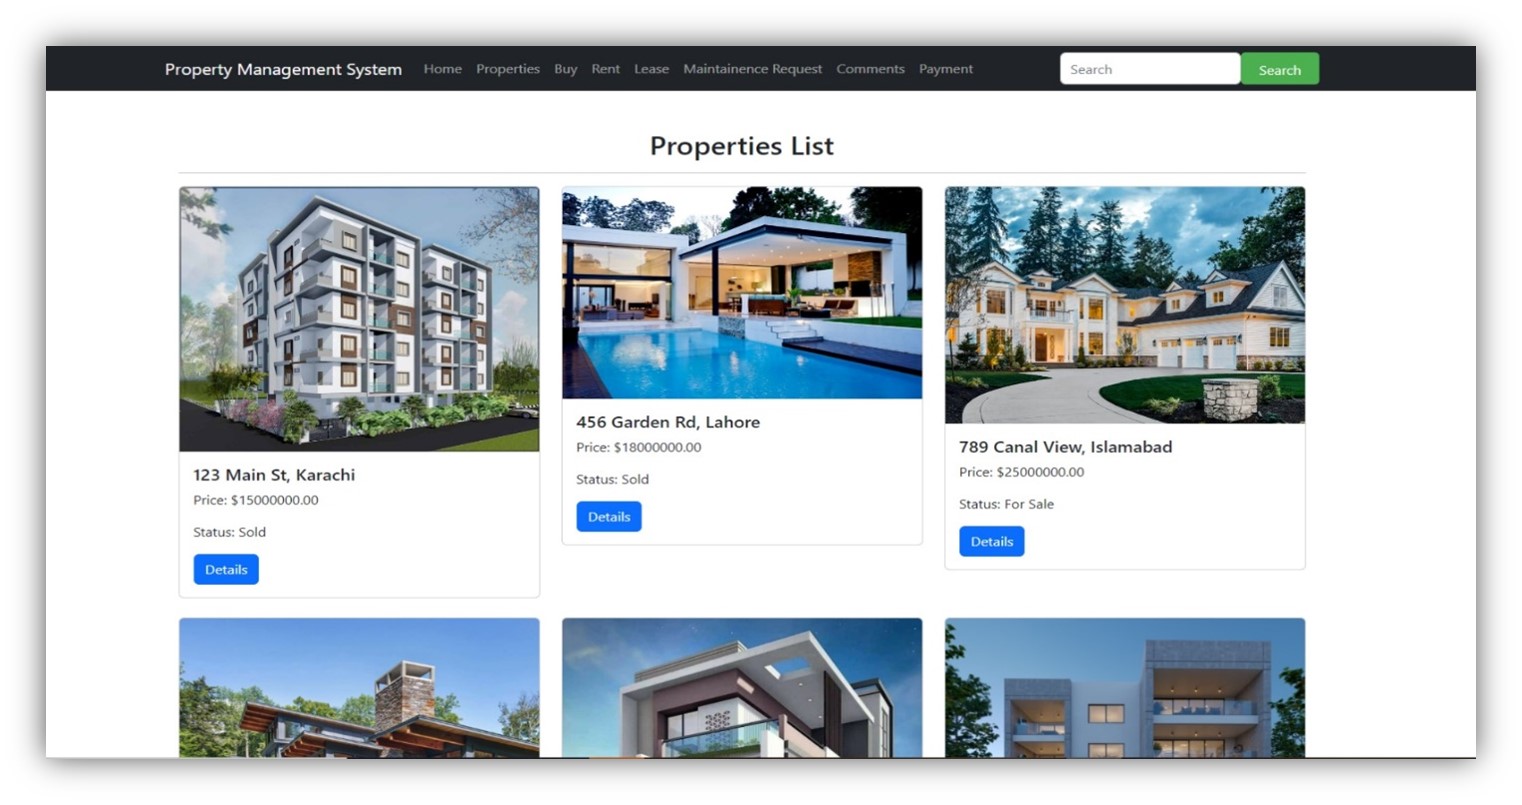 Property Management System Home Properties Buy Rent Lease Maintainence Request Comments Payment Search Search
Properties List
123 Main St, Karachi
Price: $15000000.00
Status: Sold
Details
456 Garden Rd, Lahore
Price: $18000000.00
Status: Sold
Details
789 Canal View, Islamabad
Price: $25000000.00
Status: For Sale
Details